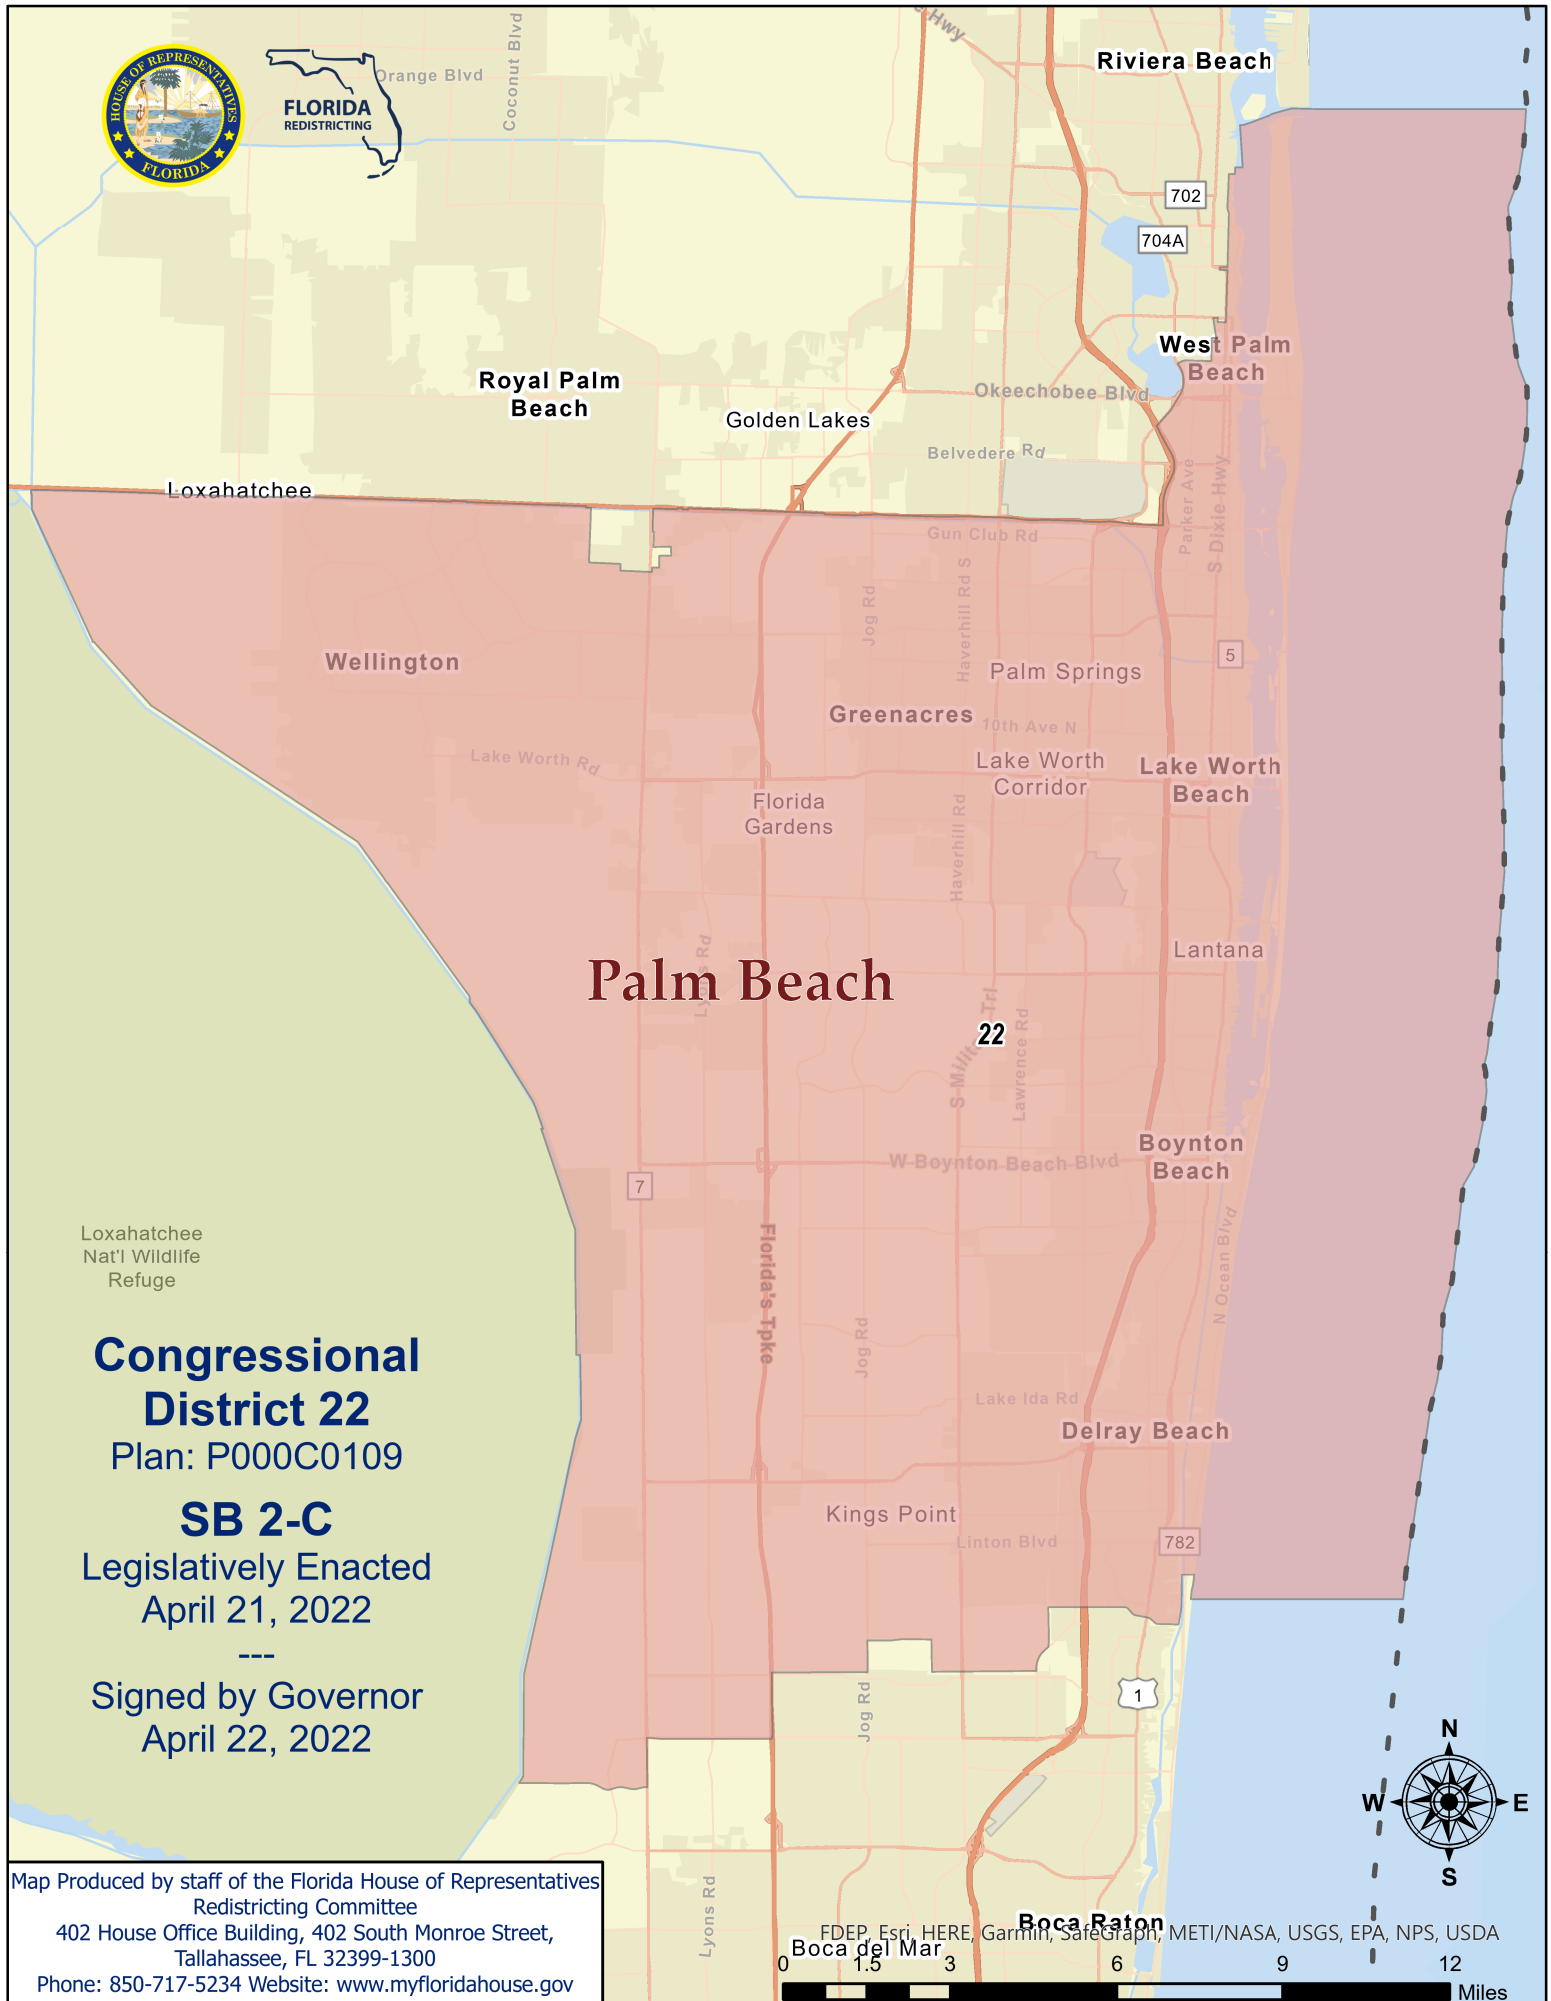 e Hwy
Riviera Beach
Orange Blvd
Coconut Blvd
HOUSE OF REPRESENTATIVES
FLORIDA
FLORIDA
REDISTRICTING
702
704A
West Palm
Beach
Royal Palm
Beach
Okeechobee Blvd
Golden Lakes
Belvedere Rd
Parker Ave
S Dixie Hwy
Loxahatchee
Gun Club Rd
Haverhill Rd S
Jog Rd
5
Wellington
Palm Springs
Greenacres
10th Ave N
Lake Worth Rd
Lake Worth
Corridor
Lake Worth
Beach
Florida
Gardens
Haverhill Rd
Lyons Rd
Lantana
Palm Beach
22
S Military Trl
Lawrence Rd
Boynton
Beach
W Boynton Beach Blvd
7
Florida's Tpke
N Ocean Blvd
Loxahatchee
Nat'l Wildlife
Refuge
Jog Rd
Lake Ida Rd
Delray Beach
Kings Point
Linton Blvd
782
Congressional
District 22
Plan: P000C0109
SB 2-C
Legislatively Enacted
April 21, 2022
---
Signed by Governor
April 22, 2022
Jog Rd
1
N
W E
S
Lyons Rd
Boca Raton
Boca del Mar
FDEP, Esri, HERE, Garmin, SafeGraph, METI/NASA, USGS, EPA, NPS, USDA
0 1.5 3 6 9 12
Miles
Map Produced by staff of the Florida House of Representatives
Redistricting Committee
402 House Office Building, 402 South Monroe Street,
Tallahassee, FL 32399-1300
Phone: 850-717-5234 Website: www.myfloridahouse.gov